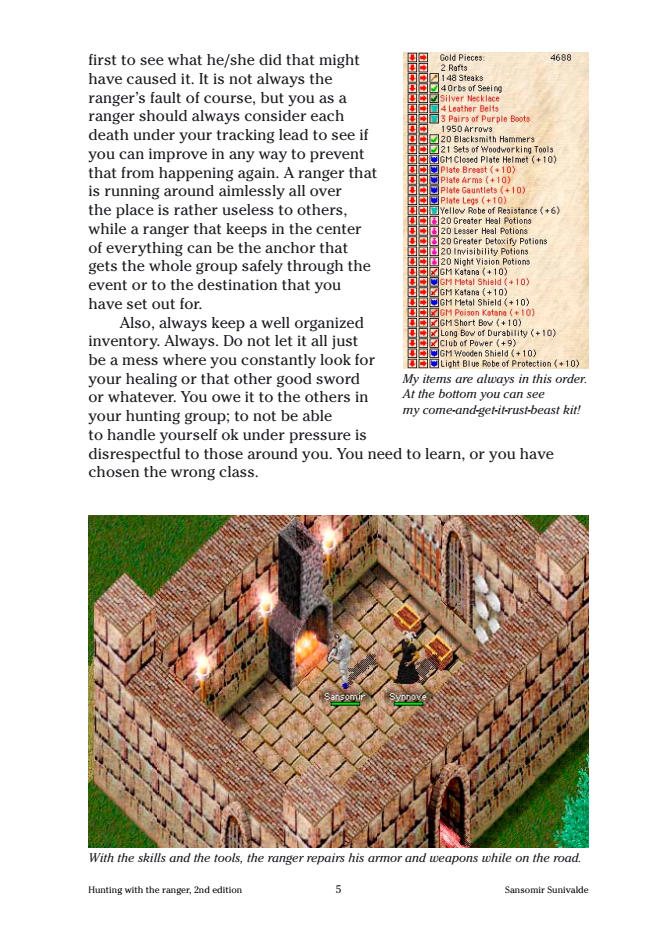 first to see what he/she did that might
have caused it. It is not always the
ranger's fault of course, but you as a
ranger should always consider each
death under your tracking lead to see if
you can improve in any way to prevent
that from happening again. A ranger that
is running around aimlessly all over
the place is rather useless to others,
while a ranger that keeps in the center
of everything can be the anchor that
gets the whole group safely through the
event or to the destination that you
have set out for.
Also, always keep a well organized
inventory. Always. Do not let it all just
be a mess where you constantly look for
your healing or that other good sword
or whatever. You owe it to the others in
your hunting group; to not be able
to handle yourself ok under pressure is
disrespectful to those around you. You need to learn, or you have
chosen the wrong class.
Gold Pieces: 4688
2 Rafts
148 Steaks
4 Orbs of Seeing
Silver Necklace
4 Leather Belts
3 Pairs of Purple Boots
1950 Arrows
20 Blacksmith Hammers
21 Sets of Woodworking Tools
GM Closed Plate Helmet (+10)
Plate Breast (+10)
Plate Arms (+10)
Plate Gauntlets (+10)
Plate Legs (+10)
Yellow Robe of Resistance (+6)
20 Greater Heal Potions
20 Lesser Heal Potions
20 Greater Detoxify Potions
20 Invisibility Potions
20 Night Vision Potions
GM Katana (+10)
GM Metal Shield (+10)
GM Katana (+10)
GM Metal Shield (+10)
GM Poison Katana (+10)
GM Short Bow (+10)
Long Bow of Durability (+10)
Club of Power (+9)
GM Wooden Shield (+10)
Light Blue Robe of Protection (+10)
My items are always in this order.
At the bottom you can see
my come-and-get-it-rust-beast kit!
Sansomir
Synnove
With the skills and the tools, the ranger repairs his armor and weapons while on the road.
Hunting with the ranger, 2nd edition
5
Sansomir Sunivalde